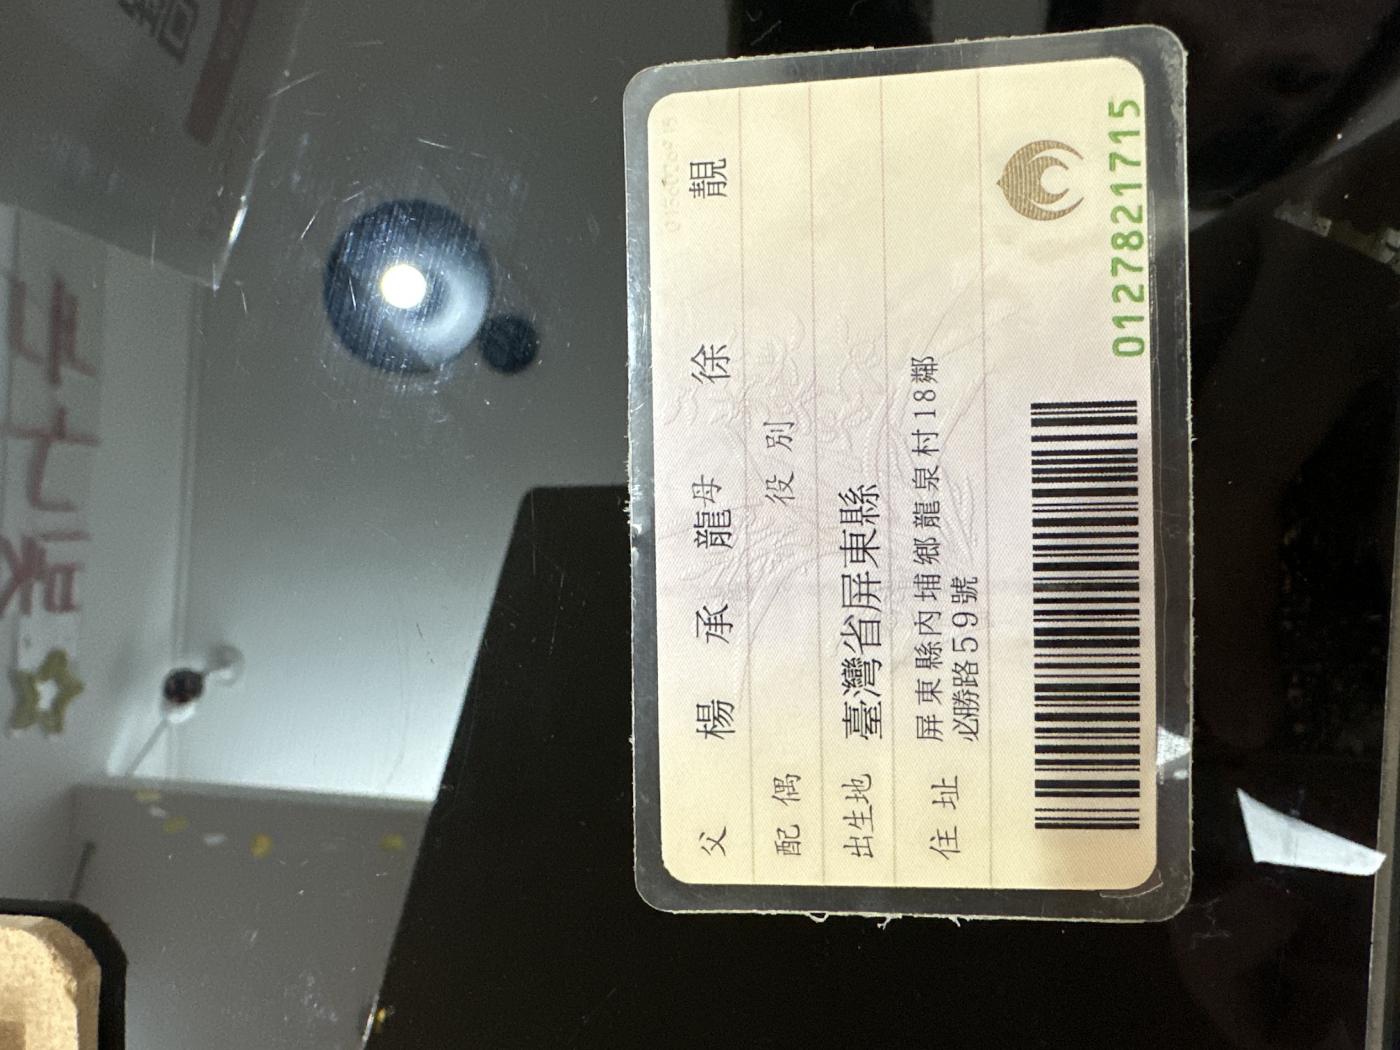 父 楊承龍 母 徐靚
配偶 役別
出生地 臺灣省屏東縣
住址 屏東縣內埔鄉龍泉村18鄰
必勝路59號
0127821715